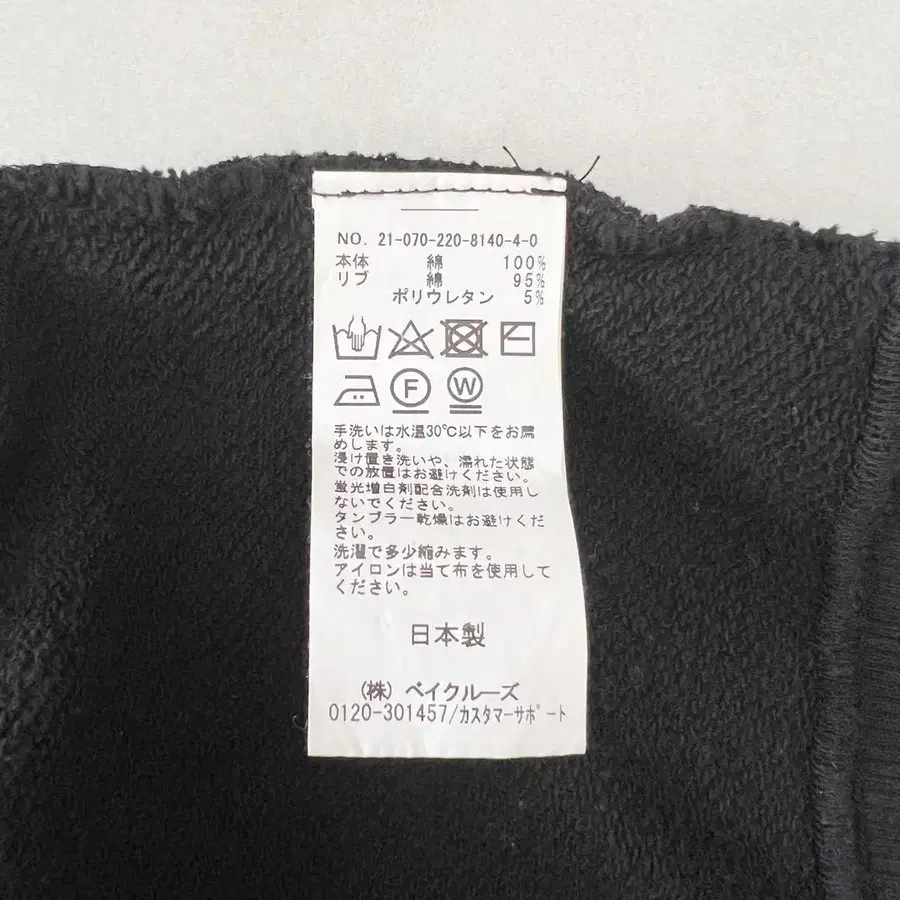 NO. 21-070-220-8140-4-0
本体 綿 100%
リブ 綿 95%
ポリウレタン 5%
F W
手洗いは水温30℃以下をお薦
めします。
浸け置き洗いや、濡れた状態
での放置はお避けください。
蛍光増白剤配合洗剤は使用し
ないでください。
タンブラー乾燥はお避けくだ
さい。
洗濯で多少縮みます。
アイロンは当て布を使用して
ください。
日本製
(株) ベイクルーズ
0120-301457/カスタマーサポート